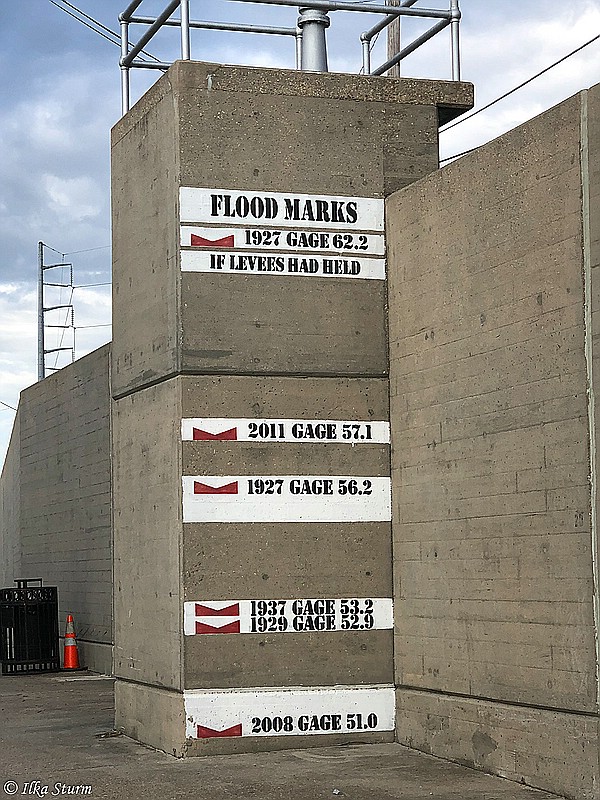 FLOOD MARKS
1927 GAGE 62.2
IF LEVEES HAD HELD
2011 GAGE 57.1
1927 GAGE 56.2
1937 GAGE 53.2
1929 GAGE 52.9
2008 GAGE 51.0
© Ilka Sturm